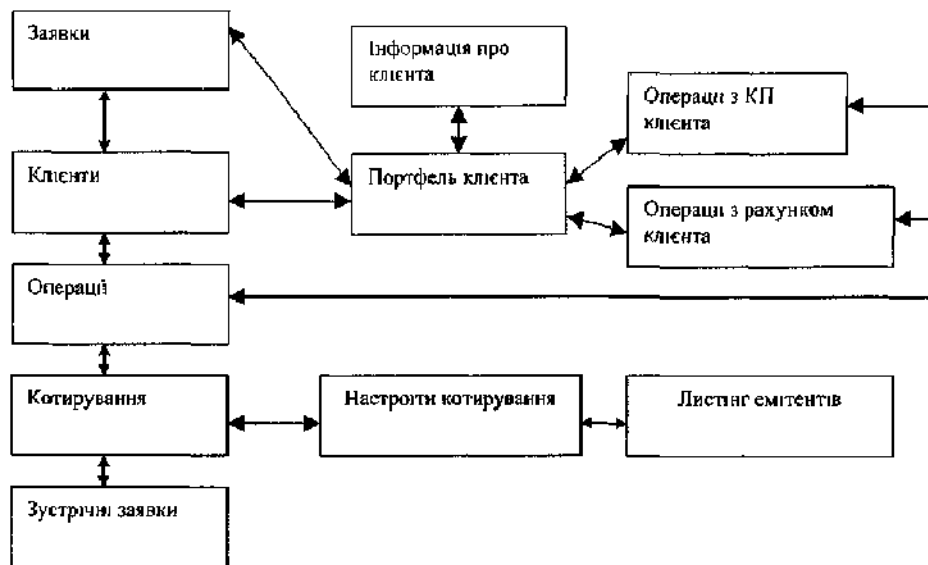 Заявки
Інформація про
клієнта
Операції з КП
клієнта
Клієнти
Портфель клієнта
Операції з рахунком
клієнта
Операції
Котирування
Настроїти котирування
Листінг емітентів
Зустрічні заявки